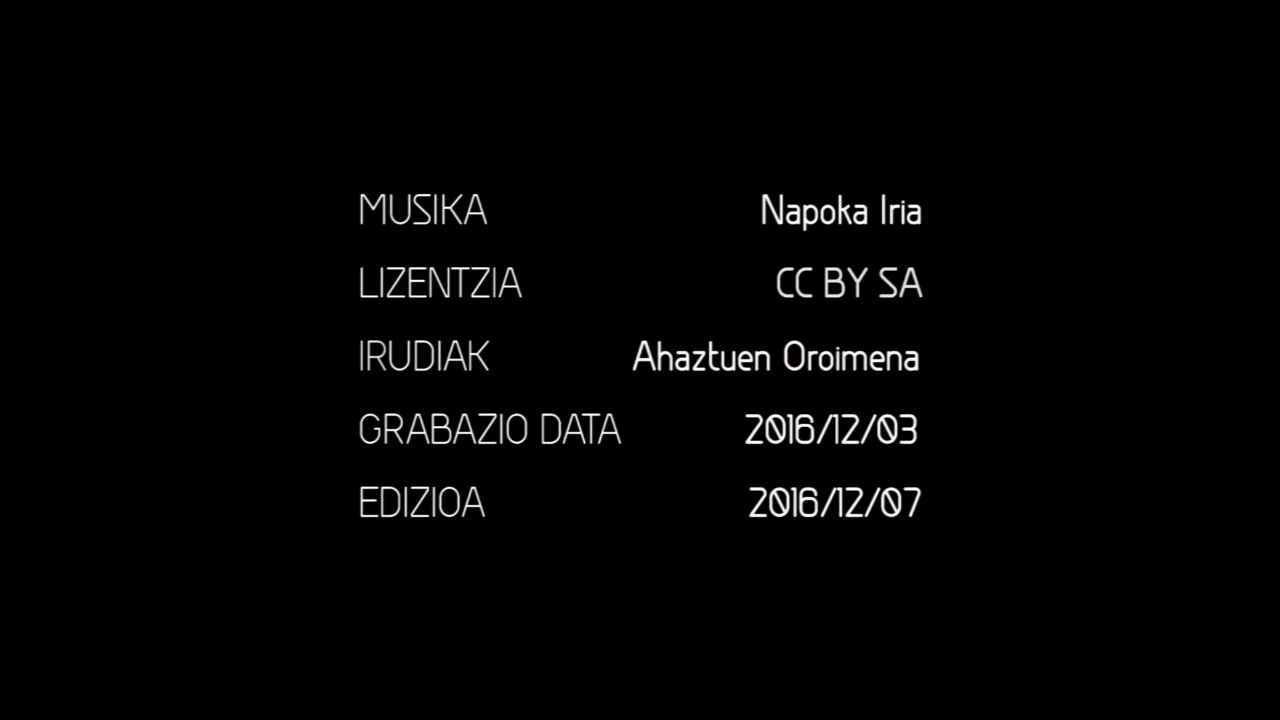 MUSIKA Napoka Iria
LIZENTZIA CC BY SA
IRUDIAK Ahaztuen Oroimena
GRABAZIO DATA 2016/12/03
EDIZIOA 2016/12/07